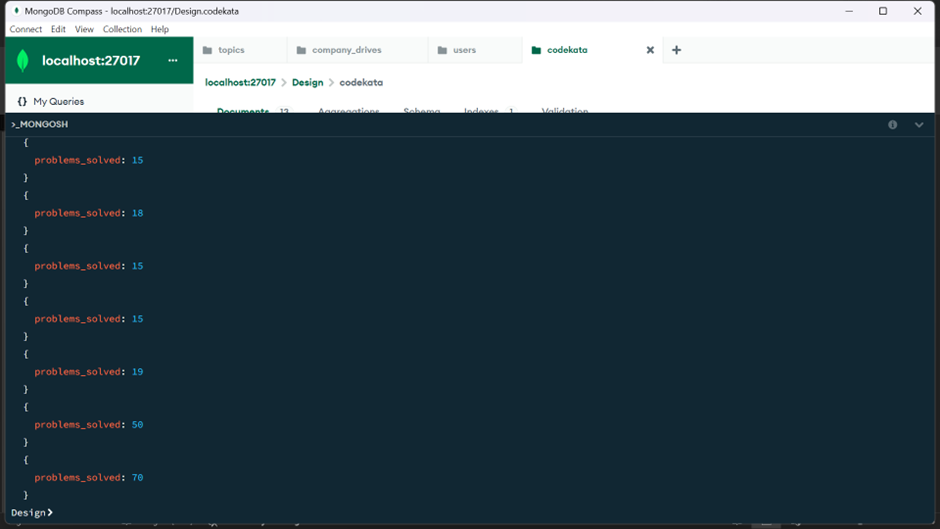 MongoDB Compass - localhost:27017/Design.codekata
Connect Edit View Collection Help
localhost:27017 ...
topics company_drives users codekata
localhost:27017 > Design > codekata
{} My Queries
Documents 13 Aggregations Schema Indexes 1 Validation
>_MONGOSH
{
problems_solved: 15
}
{
problems_solved: 18
}
{
problems_solved: 15
}
{
problems_solved: 15
}
{
problems_solved: 19
}
{
problems_solved: 50
}
{
problems_solved: 70
}
Design>